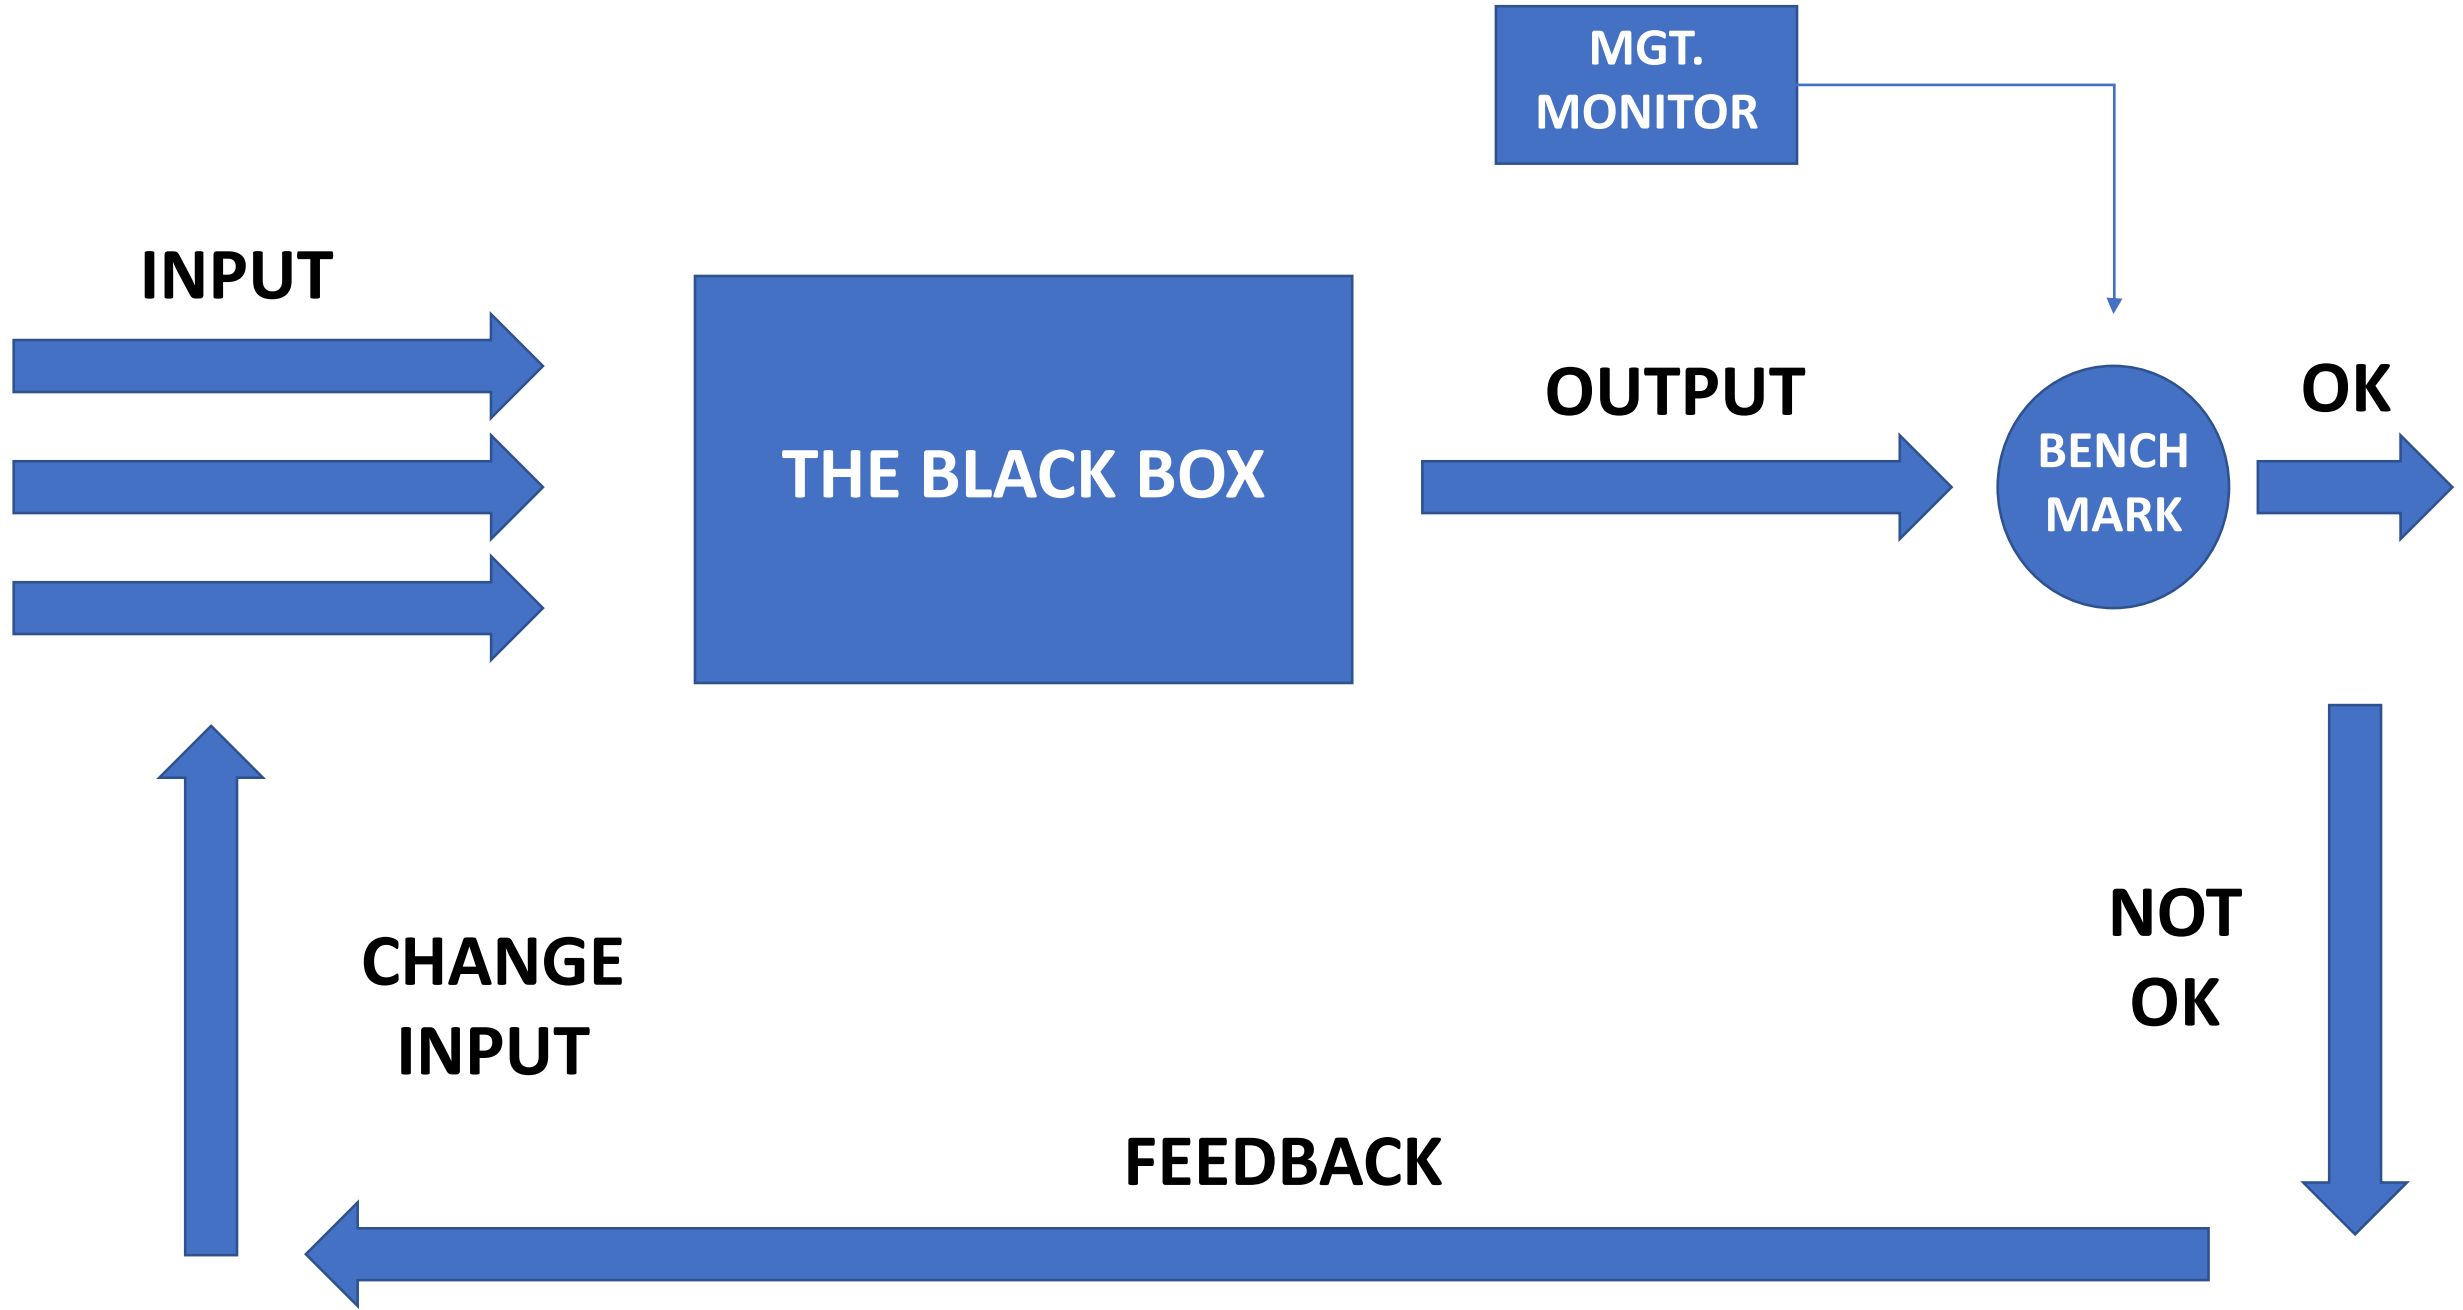 MGT.
MONITOR
INPUT
THE BLACK BOX
OUTPUT
BENCH
MARK
OK
NOT
OK
CHANGE
INPUT
FEEDBACK